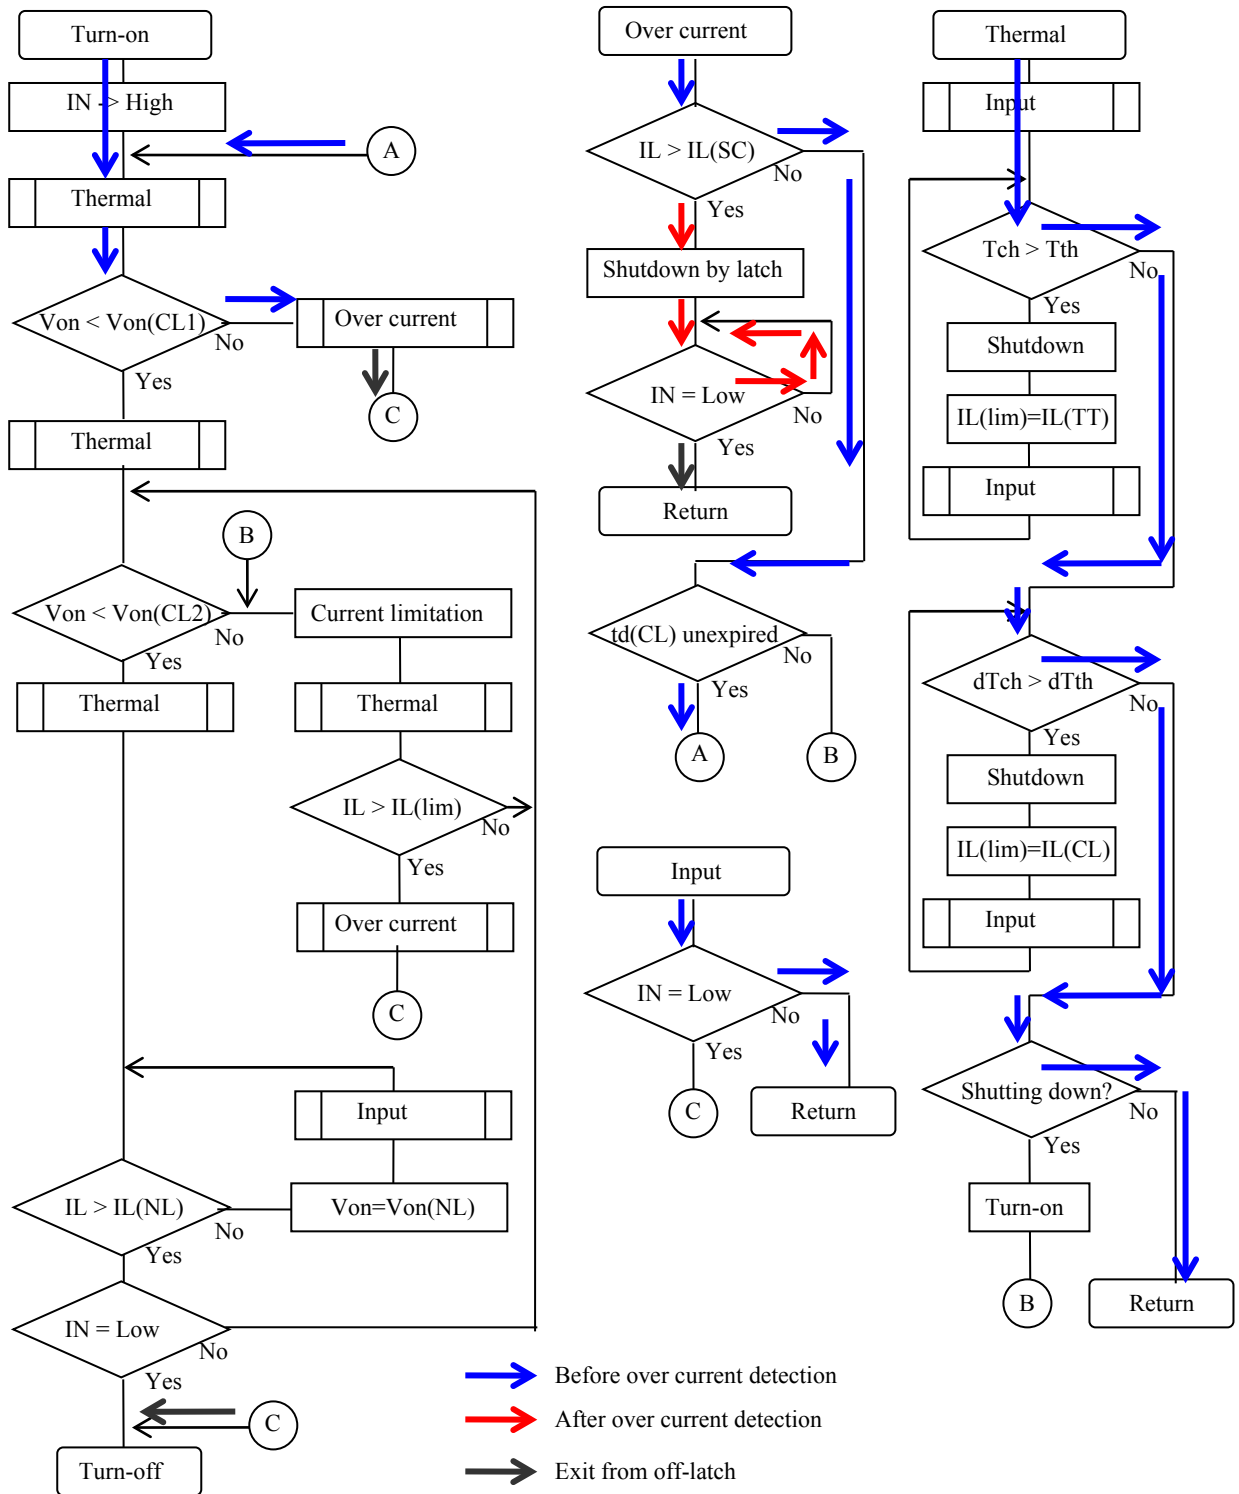 Turn-on
IN -> High
A
Thermal
Von < Von(CL1)
No
Yes
Over current
C
Thermal
B
Von < Von(CL2)
No
Yes
Current limitation
Thermal
Thermal
IL > IL(lim)
No
Yes
Over current
C
Input
Von=Von(NL)
IL > IL(NL)
No
Yes
IN = Low
No
Yes
C
Turn-off
Over current
IL > IL(SC)
No
Yes
Shutdown by latch
IN = Low
No
Yes
Return
td(CL) unexpired
No
Yes
A
B
Input
IN = Low
No
Yes
C
Return
Thermal
Input
Tch > Tth
No
Yes
Shutdown
IL(lim)=IL(TT)
Input
dTch > dTth
No
Yes
Shutdown
IL(lim)=IL(CL)
Input
Shutting down?
No
Yes
Turn-on
B
Return
Before over current detection
After over current detection
Exit from off-latch